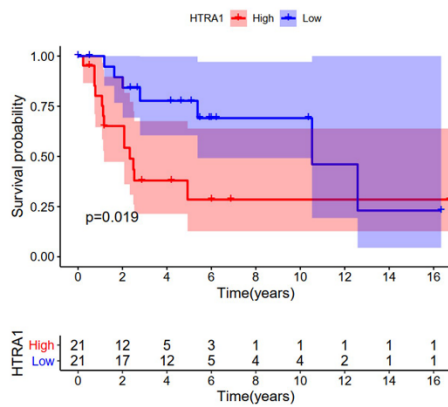 HTRA1 High Low
1.00
0.75
0.50
0.25
0.00
Survival probability
p=0.019
0 2 4 6 8 10 12 14 16
Time(years)
HTRA1
High 21 12 5 3 1 1 1 1 1
Low 21 17 12 5 4 4 2 1 1
0 2 4 6 8 10 12 14 16
Time(years)